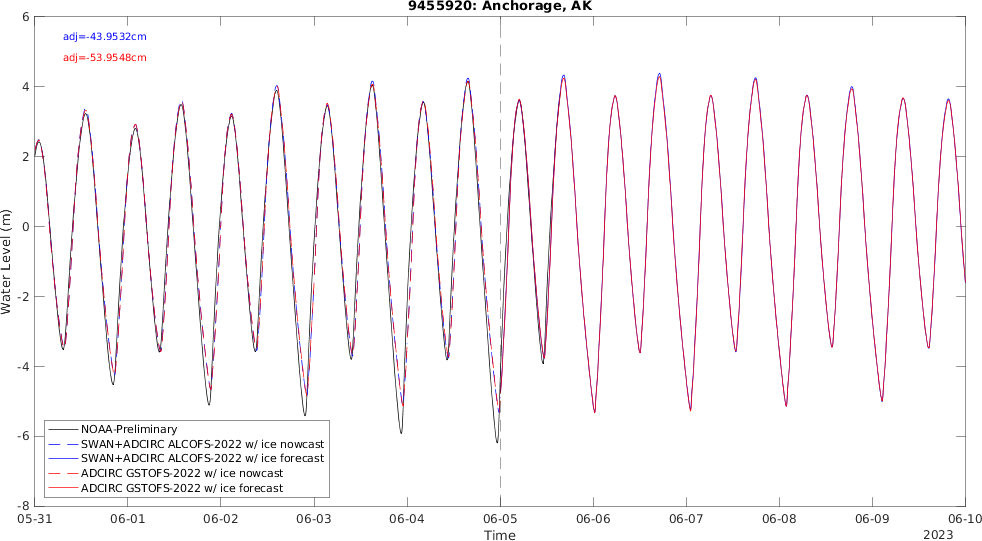 9455920: Anchorage, AK
adj=-43.9532cm
adj=-53.9548cm
6
4
2
0
-2
-4
-6
-8
Water Level (m)
NOAA-Preliminary
SWAN+ADCIRC ALCOFS-2022 w/ ice nowcast
SWAN+ADCIRC ALCOFS-2022 w/ ice forecast
ADCIRC GSTOFS-2022 w/ ice nowcast
ADCIRC GSTOFS-2022 w/ ice forecast
05-31 06-01 06-02 06-03 06-04 06-05 06-06 06-07 06-08 06-09 06-10
Time
2023